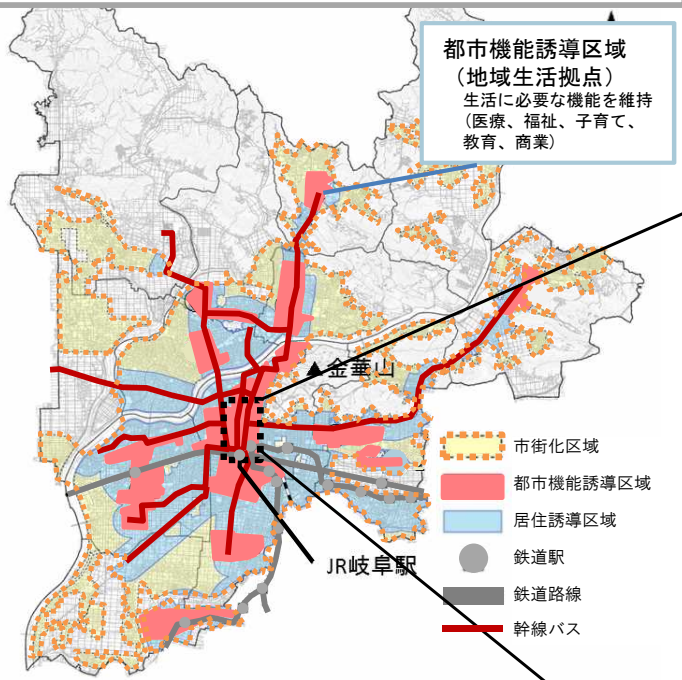 都市機能誘導区域
（地域生活拠点）
生活に必要な機能を維持
（医療、福祉、子育て、
教育、商業）
▲金華山
市街化区域
都市機能誘導区域
居住誘導区域
鉄道駅
JR岐阜駅
鉄道路線
幹線バス